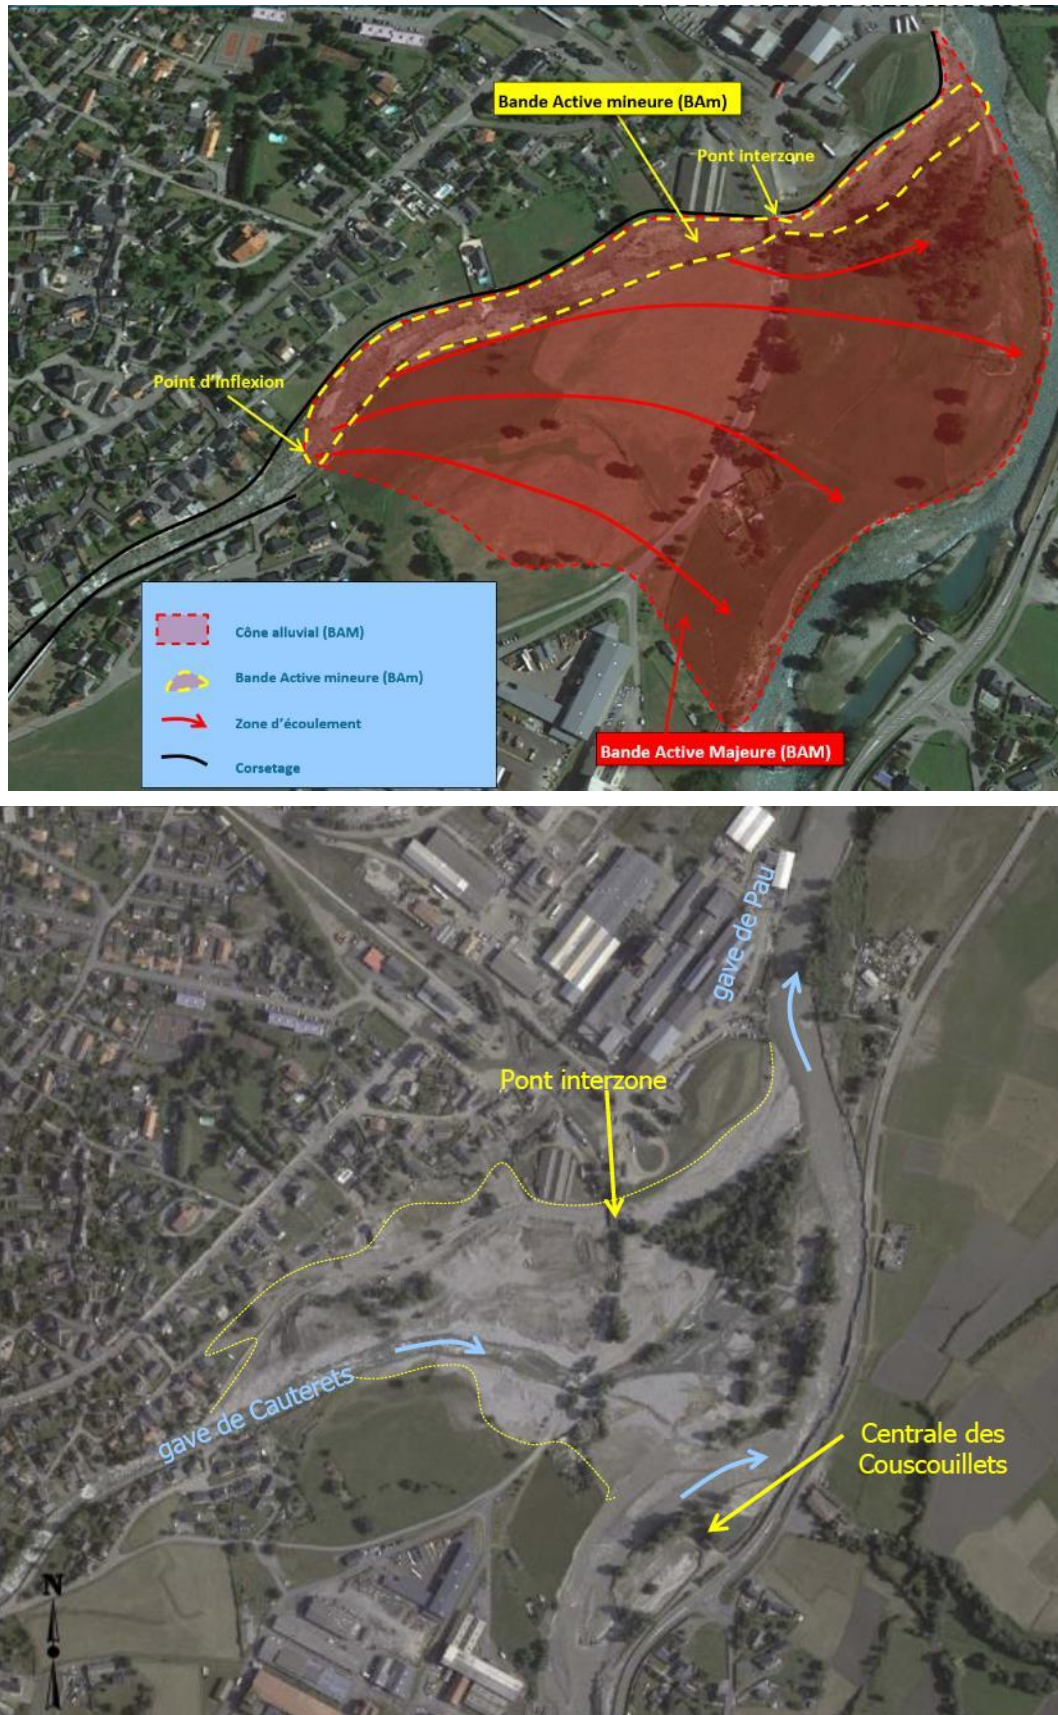 Bande Active mineure (BAm)
Pont interzone
Point d'inflexion
Cône alluvial (BAM)
Bande Active mineure (BAm)
Zone d'écoulement
Corsetage
Bande Active Majeure (BAM)
gave de Pau
Pont interzone
gave de Cauterets
Centrale des
Couscouillets
N